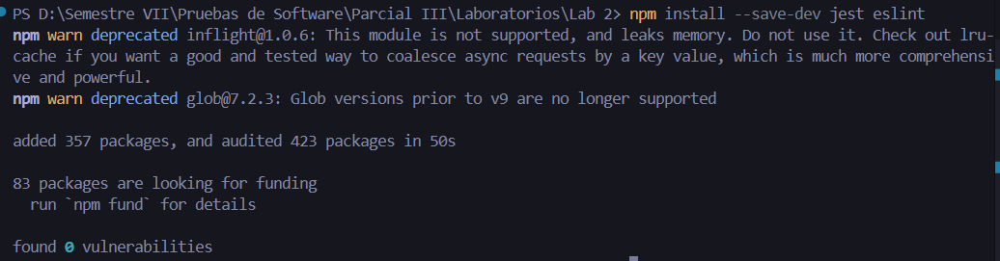 PS D:\Semestre VII\Pruebas de Software\Parcial III\Laboratorios\Lab 2> npm install --save-dev jest eslint
npm warn deprecated inflight@1.0.6: This module is not supported, and leaks memory. Do not use it. Check out lru-
cache if you want a good and tested way to coalesce async requests by a key value, which is much more comprehensi
ve and powerful.
npm warn deprecated glob@7.2.3: Glob versions prior to v9 are no longer supported
added 357 packages, and audited 423 packages in 50s
83 packages are looking for funding
  run `npm fund` for details
found 0 vulnerabilities